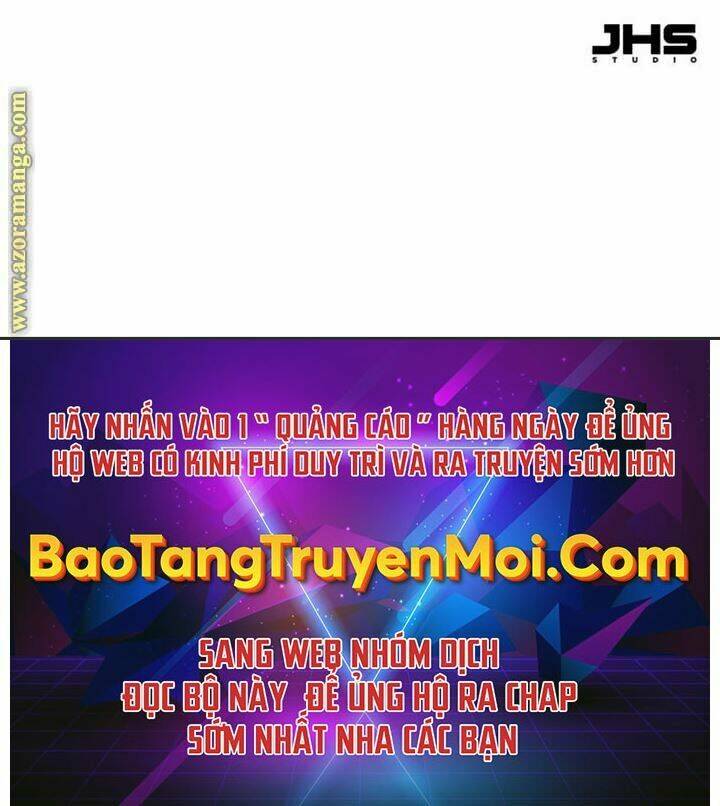 JHS
STUDIO
www.azoramanga.com
HÃY NHẤN VÀO 1 “ QUẢNG CÁO ” HÀNG NGÀY ĐỂ ỦNG
HỘ WEB CÓ KINH PHÍ DUY TRÌ VÀ RA TRUYỆN SỚM HƠN
BaoTangTruyenMoi.Com
SANG WEB NHÓM DỊCH
ĐỌC BỘ NÀY ĐỂ ỦNG HỘ RA CHAP
SỚM NHẤT NHA CÁC BẠN